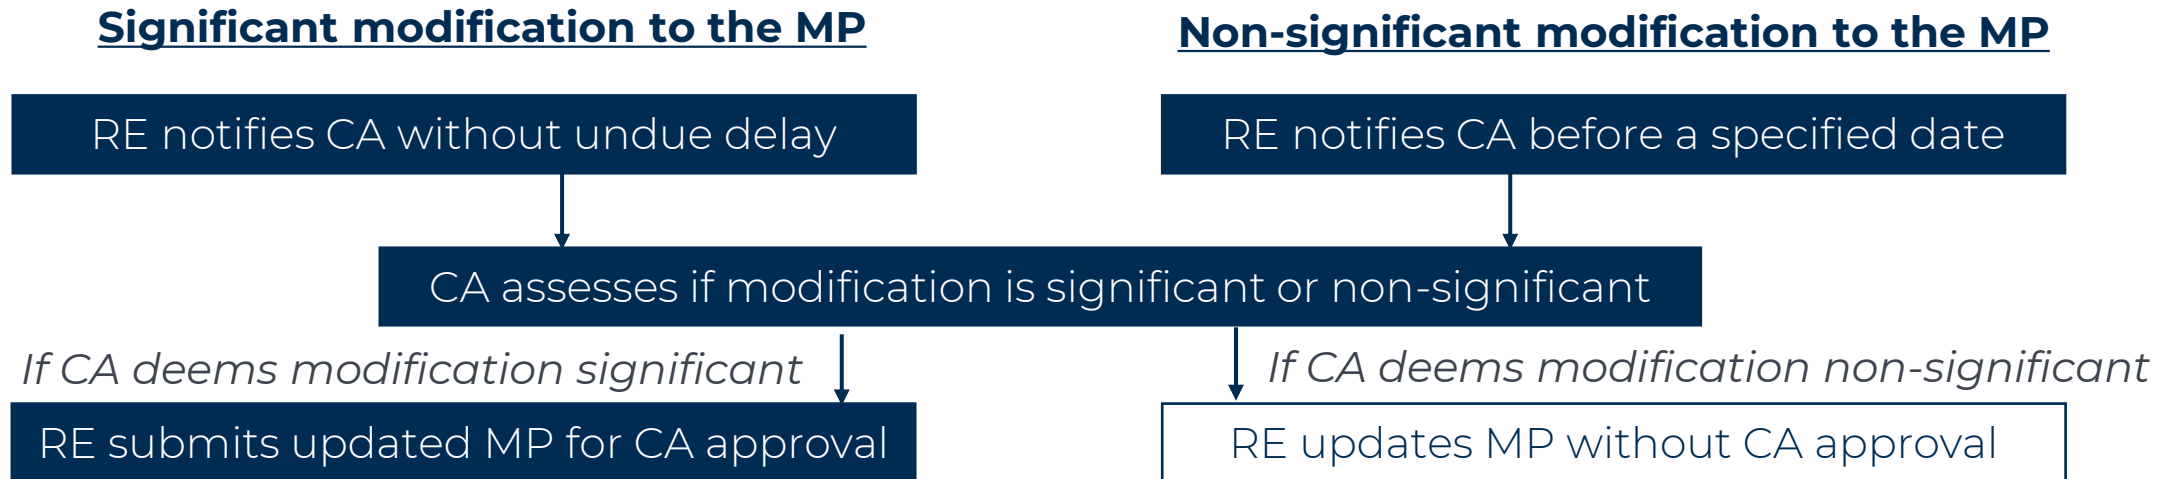 Significant modification to the MP
Non-significant modification to the MP
RE notifies CA without undue delay
RE notifies CA before a specified date
CA assesses if modification is significant or non-significant
If CA deems modification significant
If CA deems modification non-significant
RE submits updated MP for CA approval
RE updates MP without CA approval